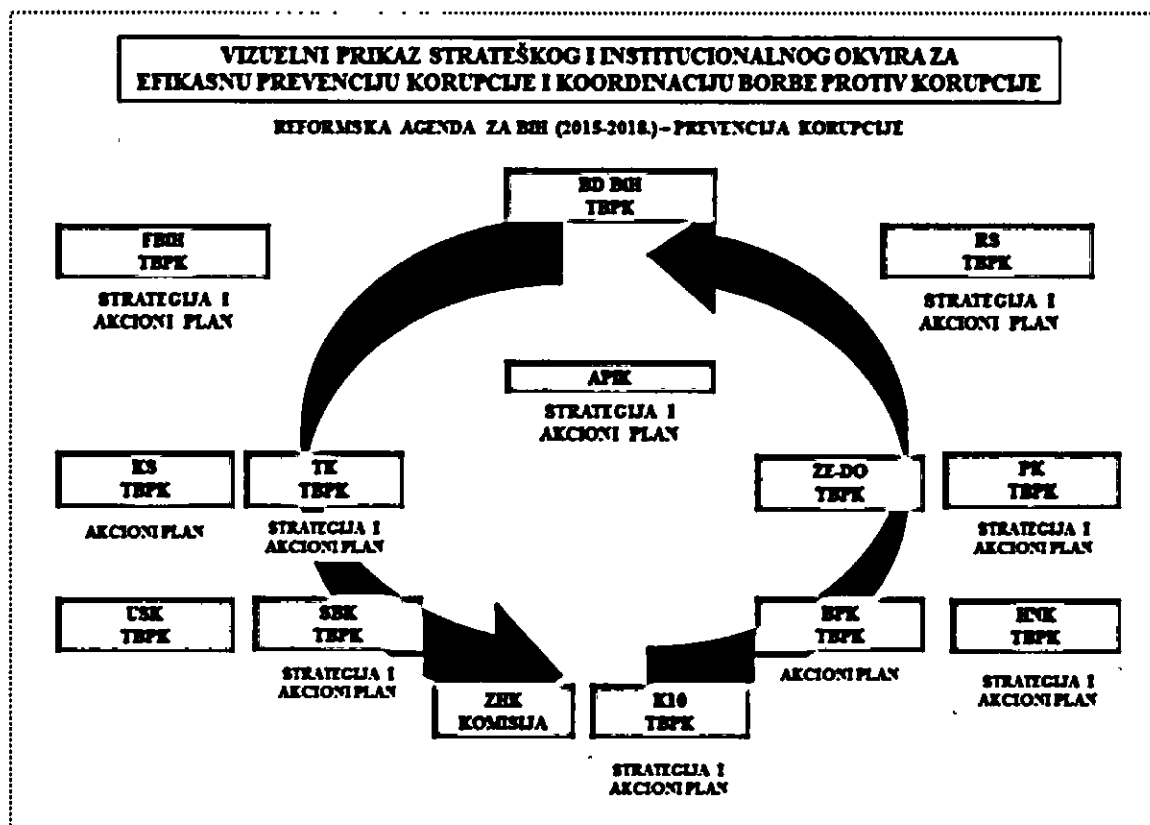 VIZUELNI PRIKAZ STRATEŠKOG I INSTITUCIONALNOG OKVIRA ZA
EFIKASNU PREVENCIJU KORUPCIJE I KOORDINACIJU BORBE PROTIV KORUPCIJE
REFORMSKA AGENDA ZA BIH (2015-2018.) – PREVENCIJA KORUPCIJE
BD BIH
TBPK
FBIH
TBPK
STRATEGIJA I
AKCIONI PLAN
RS
TBPK
STRATEGIJA I
AKCIONI PLAN
APIK
STRATEGIJA I
AKCIONI PLAN
KS
TBPK
AKCIONI PLAN
TK
TBPK
STRATEGIJA I
AKCIONI PLAN
ZE-DO
TBPK
PK
TBPK
STRATEGIJA I
AKCIONI PLAN
USK
TBPK
SBK
TBPK
STRATEGIJA I
AKCIONI PLAN
BPK
TBPK
AKCIONI PLAN
HNK
TBPK
STRATEGIJA I
AKCIONI PLAN
ZHK
KOMISIJA
K10
TBPK
STRATEGIJA I
AKCIONI PLAN